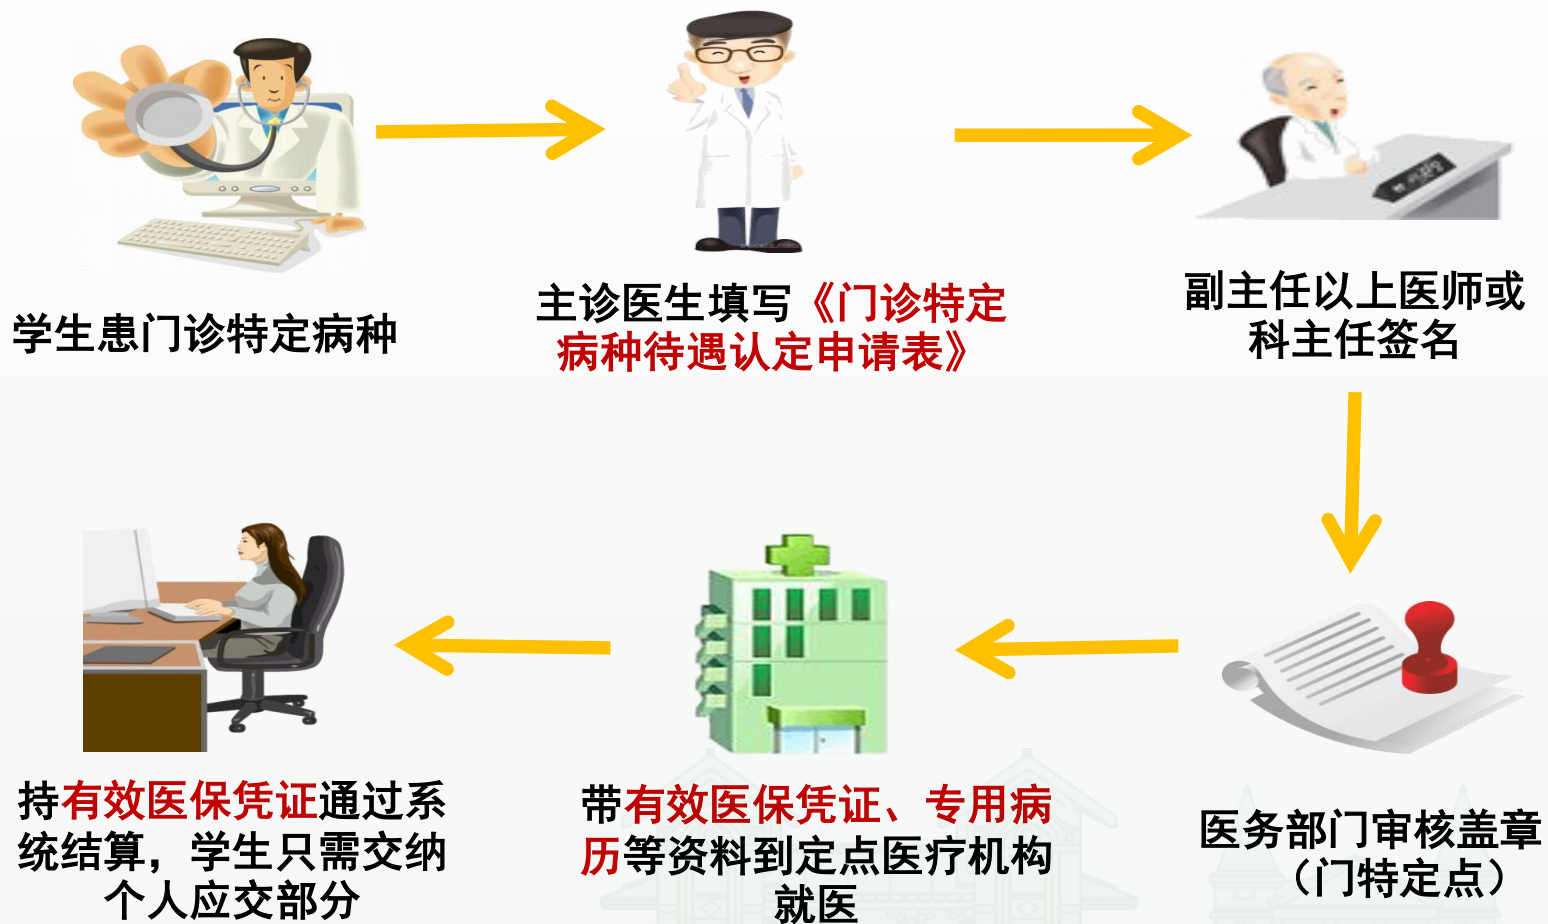 学生患门诊特定病种
主诊医生填写《门诊特定
病种待遇认定申请表》
副主任以上医师或
科主任签名
医务部门审核盖章
（门特定点）
带有效医保凭证、专用病
历等资料到定点医疗机构
就医
持有效医保凭证通过系
统结算，学生只需交纳
个人应交部分